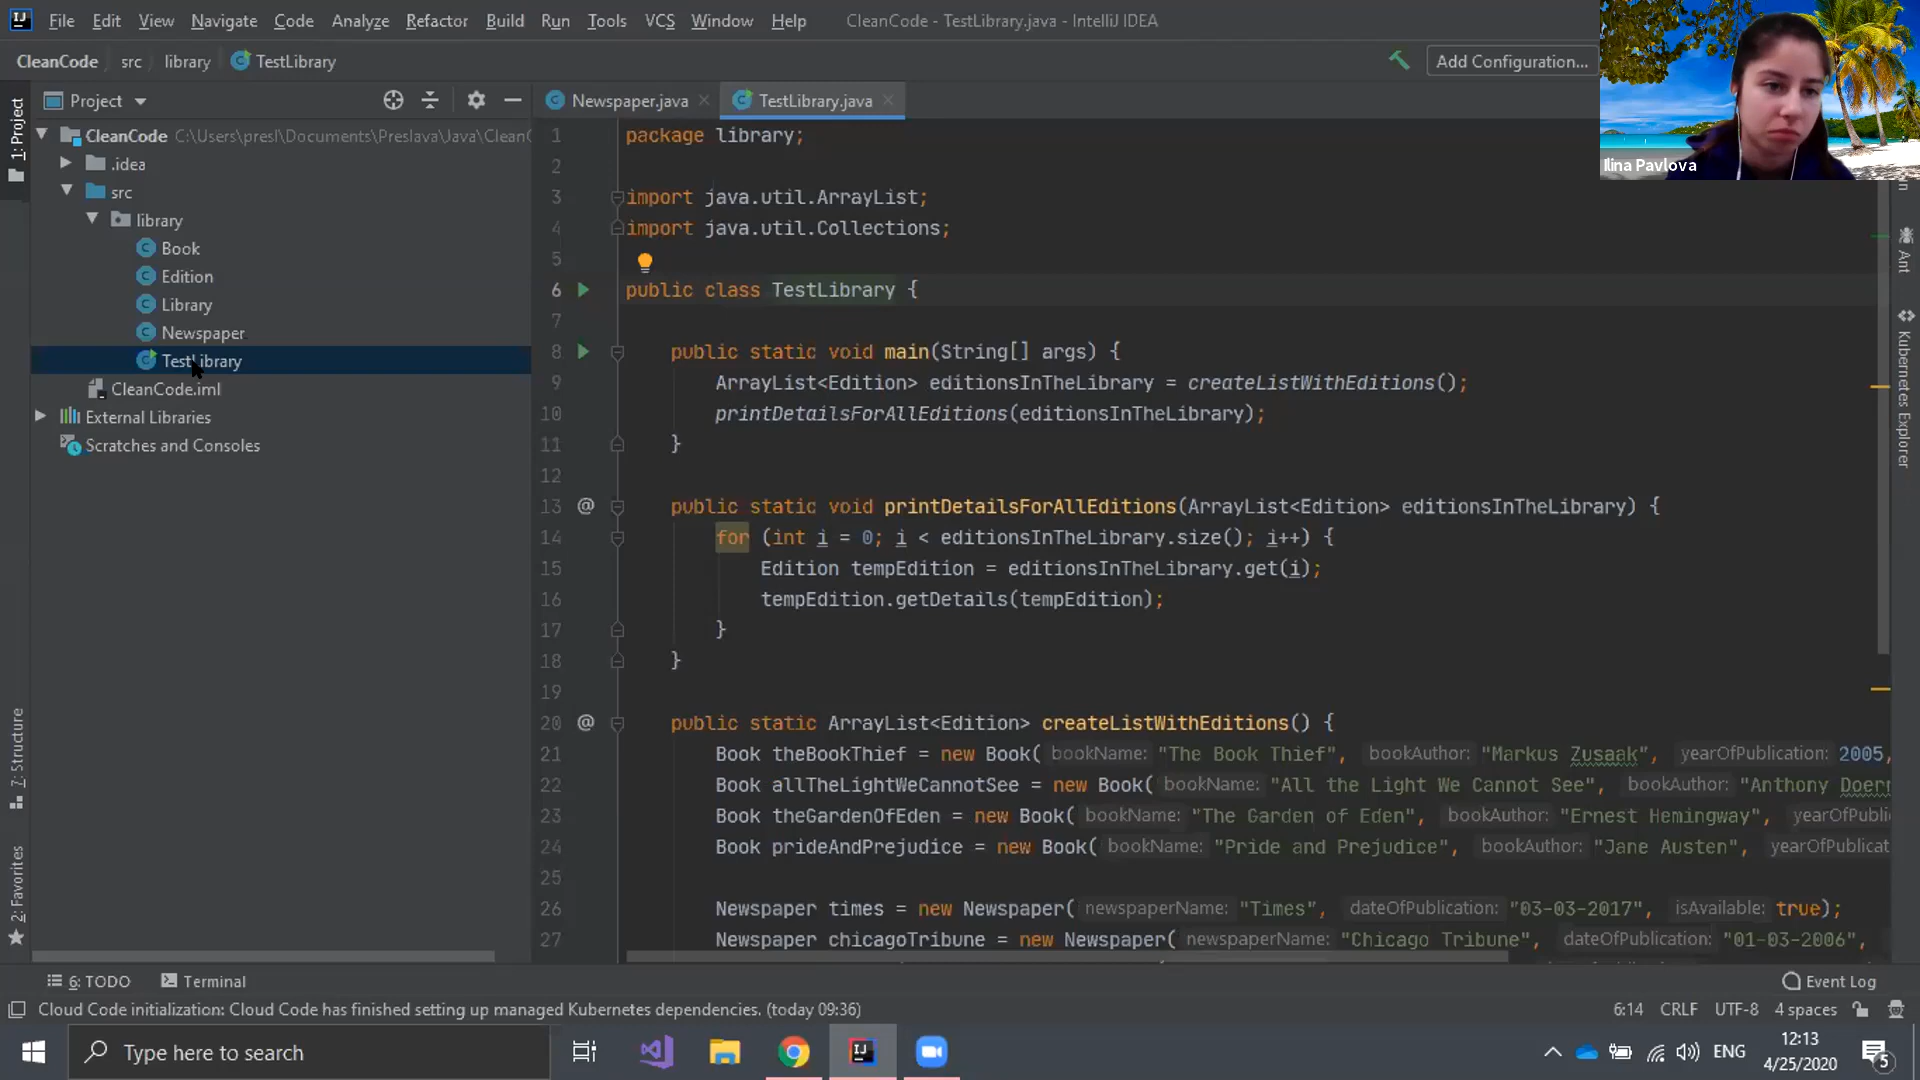 File Edit View Navigate Code Analyze Refactor Build Run Tools VCS Window Help CleanCode - TestLibrary.java - IntelliJ IDEA
CleanCode src library TestLibrary Add Configuration...
Ilina Pavlova
1: Project
7: Structure
2: Favorites
Project
CleanCode C:\Users\presl\Documents\Preslava\Java\Clean
.idea
src
library
Book
Edition
Library
Newspaper
TestLibrary
CleanCode.iml
External Libraries
Scratches and Consoles
Newspaper.java TestLibrary.java
1 package library;
2
3 import java.util.ArrayList;
4 import java.util.Collections;
5
6 public class TestLibrary {
7
8 public static void main(String[] args) {
9 ArrayList<Edition> editionsInTheLibrary = createListWithEditions();
10 printDetailsForAllEditions(editionsInTheLibrary);
11 }
12
13 @ public static void printDetailsForAllEditions(ArrayList<Edition> editionsInTheLibrary) {
14 for (int i = 0; i < editionsInTheLibrary.size(); i++) {
15 Edition tempEdition = editionsInTheLibrary.get(i);
16 tempEdition.getDetails(tempEdition);
17 }
18 }
19
20 @ public static ArrayList<Edition> createListWithEditions() {
21 Book theBookThief = new Book( bookName: "The Book Thief", bookAuthor: "Markus Zusaak", yearOfPublication: 2005,
22 Book allTheLightWeCannotSee = new Book( bookName: "All the Light We Cannot See", bookAuthor: "Anthony Doerr
23 Book theGardenOfEden = new Book( bookName: "The Garden of Eden", bookAuthor: "Ernest Hemingway", yearOfPubli
24 Book prideAndPrejudice = new Book( bookName: "Pride and Prejudice", bookAuthor: "Jane Austen", yearOfPublicat
25
26 Newspaper times = new Newspaper( newspaperName: "Times", dateOfPublication: "03-03-2017", isAvailable: true);
27 Newspaper chicagoTribune = new Newspaper( newspaperName: "Chicago Tribune", dateOfPublication: "01-03-2006",
Ant
Kubernetes Explorer
6: TODO Terminal Event Log
Cloud Code initialization: Cloud Code has finished setting up managed Kubernetes dependencies. (today 09:36) 6:14 CRLF UTF-8 4 spaces
Type here to search ENG 12:13
4/25/2020 5